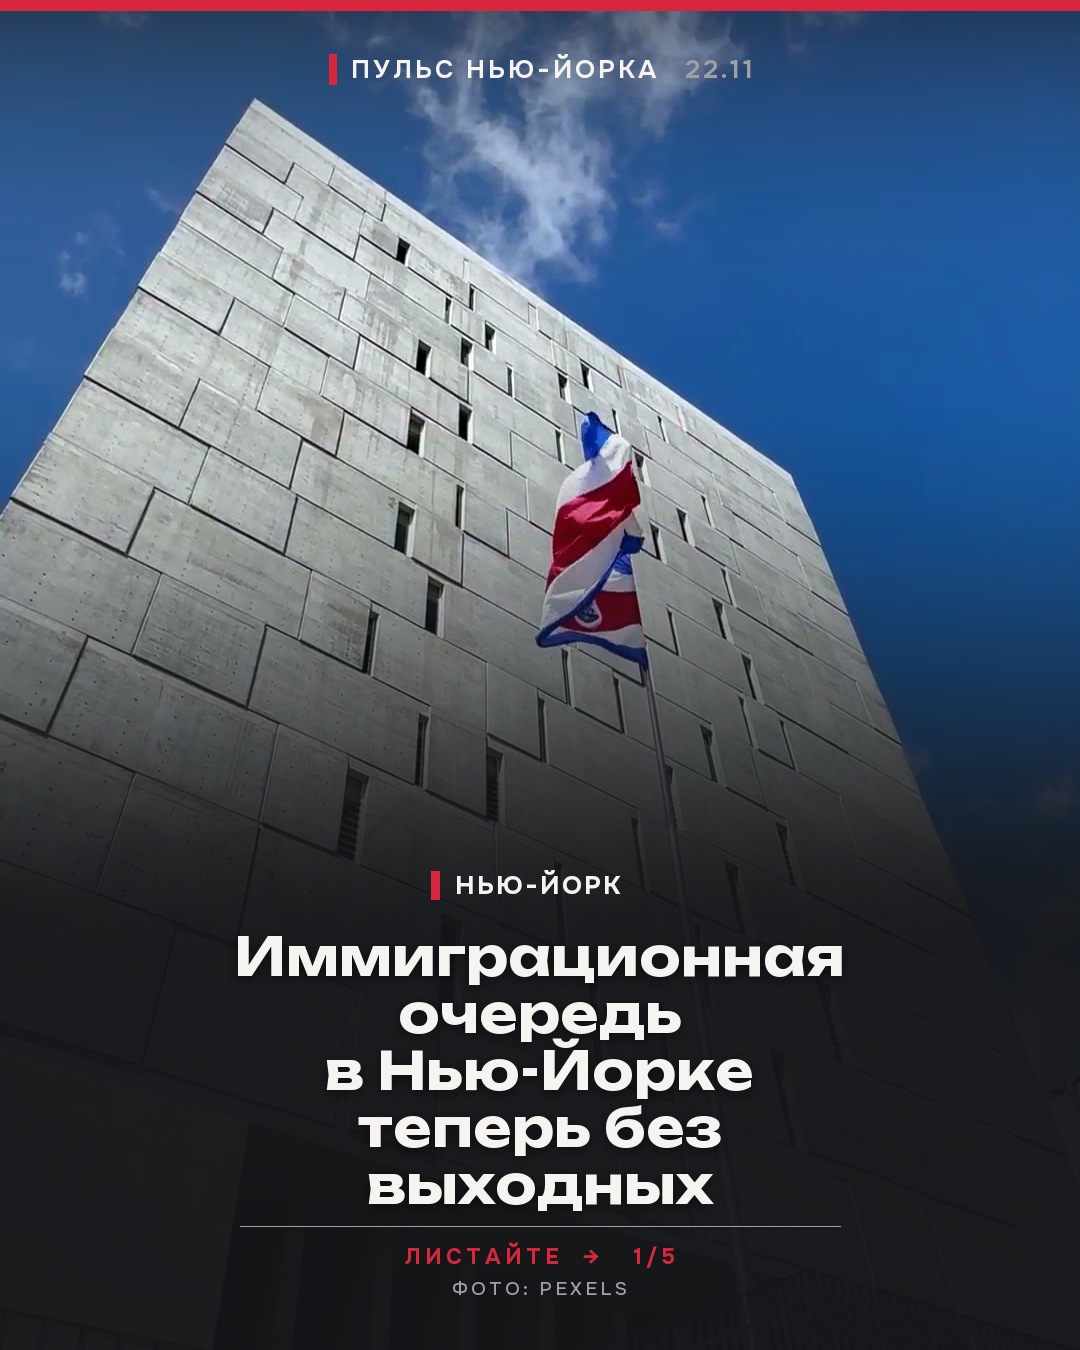 ПУЛЬС НЬЮ-ЙОРКА 22.11
НЬЮ-ЙОРК
Иммиграционная
очередь
в Нью-Йорке
теперь без
выходных
ЛИСТАЙТЕ → 1/5
ФОТО: PEXELS